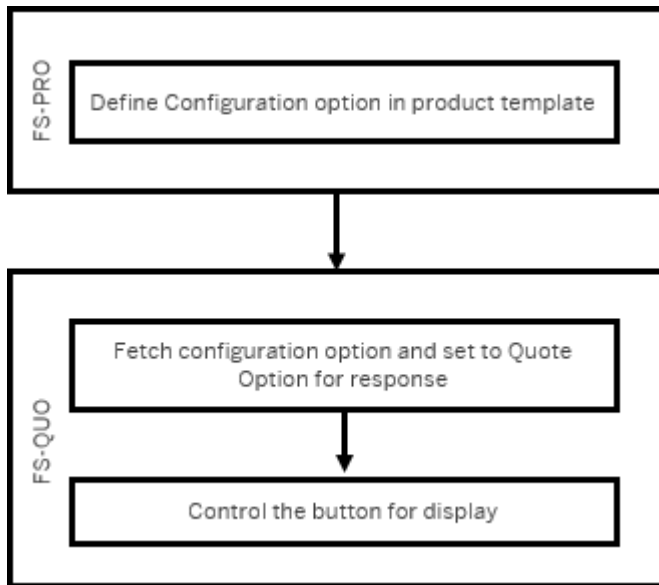 FS-PRO
Define Configuration option in product template
FS-QUO
Fetch configuration option and set to Quote
Option for response
Control the button for display